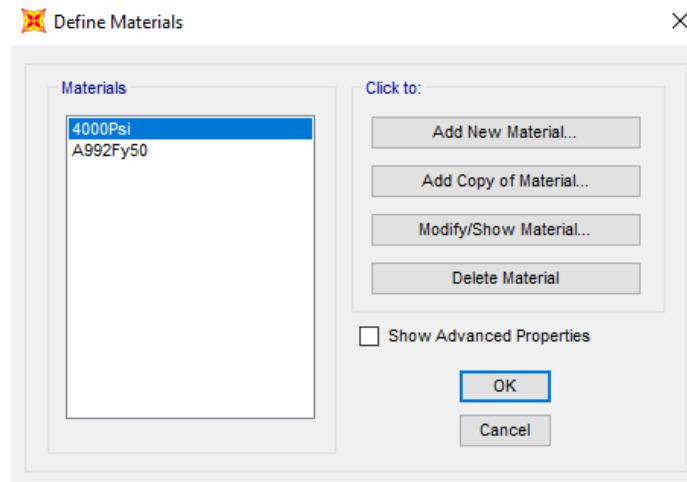 Define Materials
Materials
4000Psi
A992Fy50
Click to:
Add New Material...
Add Copy of Material...
Modify/Show Material...
Delete Material
Show Advanced Properties
OK
Cancel